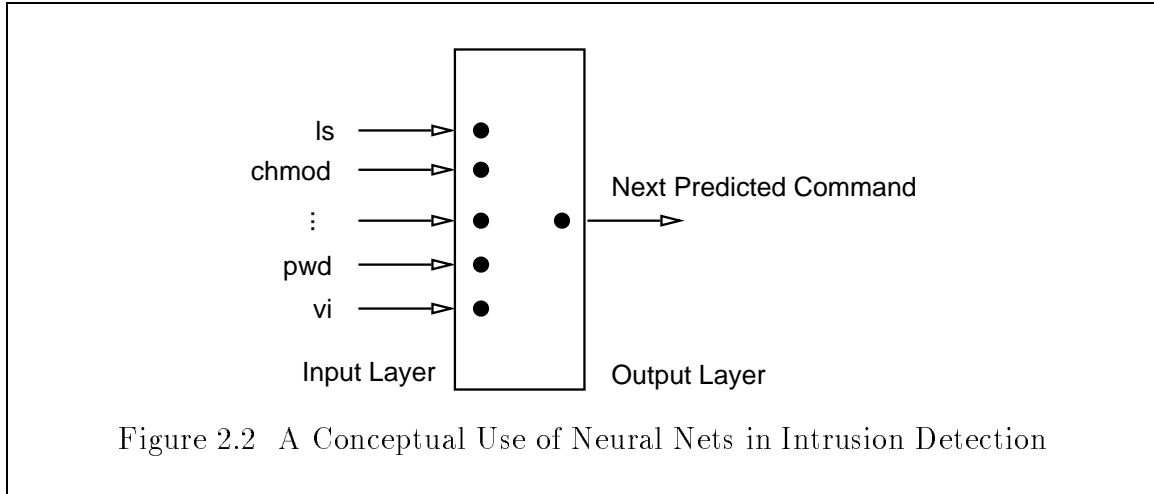 ls
chmod
⋮
pwd
vi
Next Predicted Command
Input Layer
Output Layer
Figure 2.2 A Conceptual Use of Neural Nets in Intrusion Detection